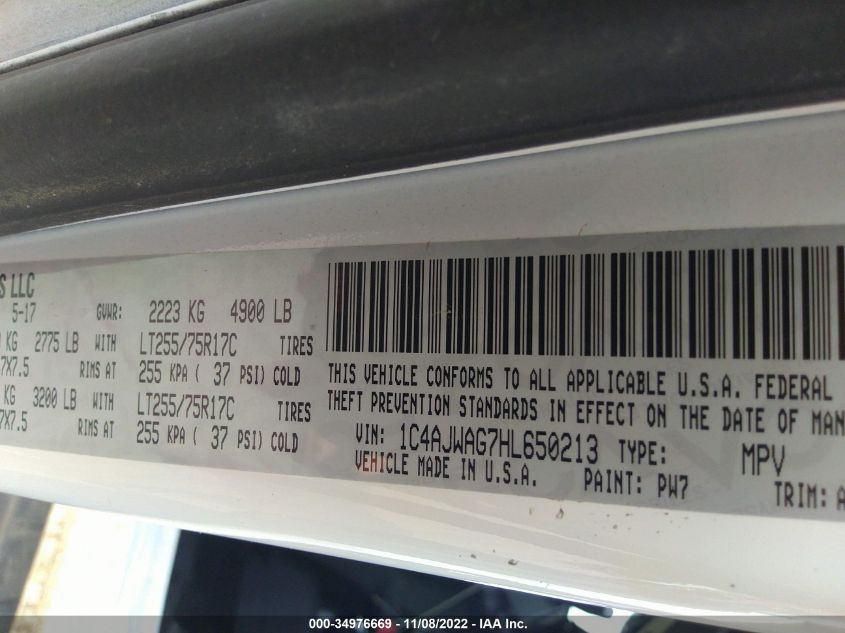 S LLC
5-17 GVWR: 2223 KG 4900 LB
KG 2775 LB WITH LT255/75R17C TIRES
7X7.5 RIMS AT 255 KPA ( 37 PSI) COLD
KG 3200 LB WITH LT255/75R17C TIRES
7X7.5 RIMS AT 255 KPA ( 37 PSI) COLD
THIS VEHICLE CONFORMS TO ALL APPLICABLE U.S.A. FEDERAL
THEFT PREVENTION STANDARDS IN EFFECT ON THE DATE OF MAN
VIN: 1C4AJWAG7HL650213 TYPE: MPV
VEHICLE MADE IN U.S.A. PAINT: PW7 TRIM: A
000-34976669 - 11/08/2022 - IAA Inc.